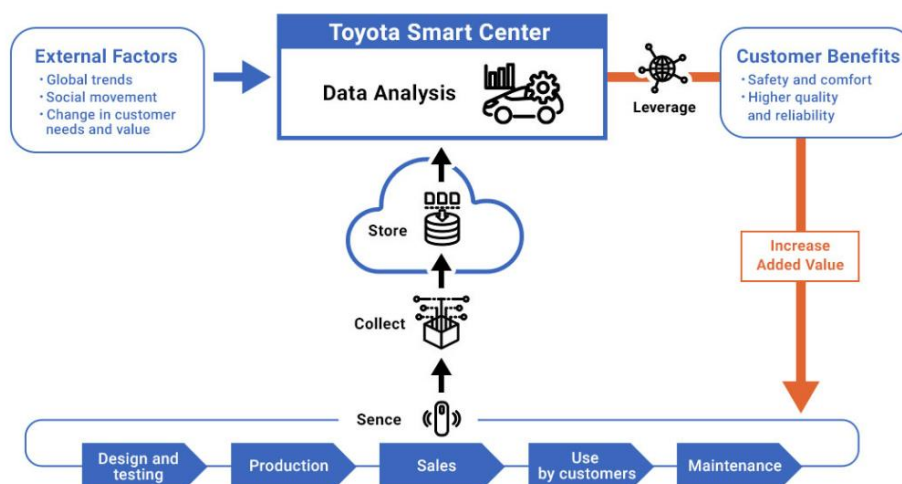 External Factors
・Global trends
・Social movement
・Change in customer
needs and value
Toyota Smart Center
Data Analysis
Leverage
Customer Benefits
・Safety and comfort
・Higher quality
and reliability
Increase
Added Value
Store
Collect
Sence
Design and
testing
Production
Sales
Use
by customers
Maintenance